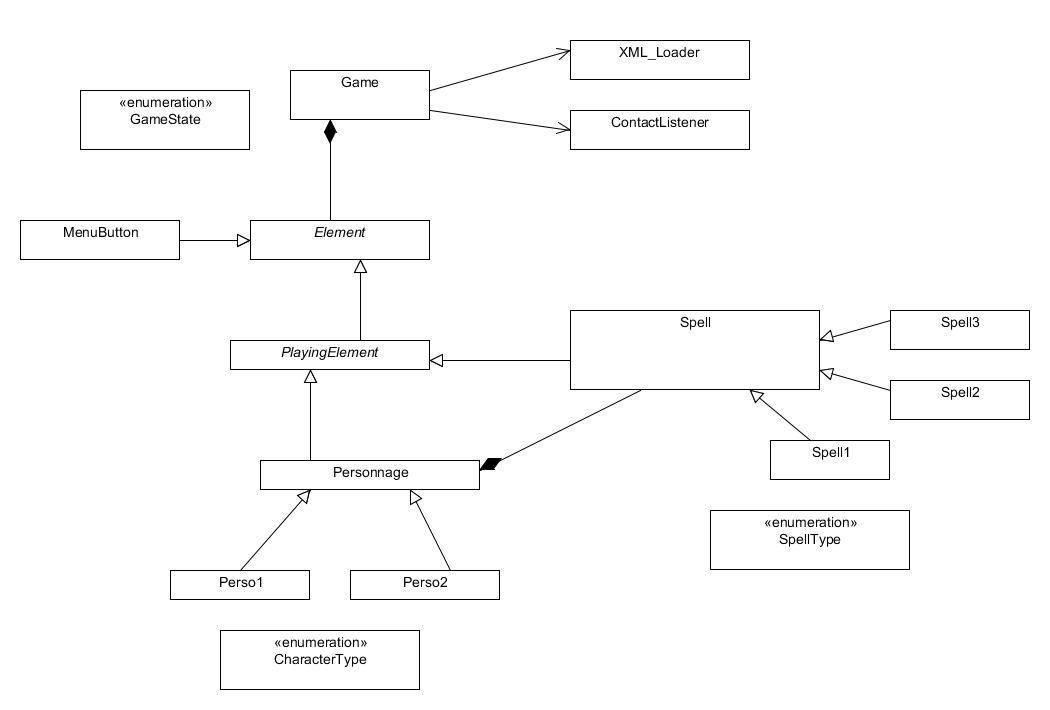 XML_Loader
Game
«enumeration»
GameState
ContactListener
MenuButton
Element
Spell
Spell3
PlayingElement
Spell2
Spell1
Personnage
«enumeration»
SpellType
Perso1
Perso2
«enumeration»
CharacterType